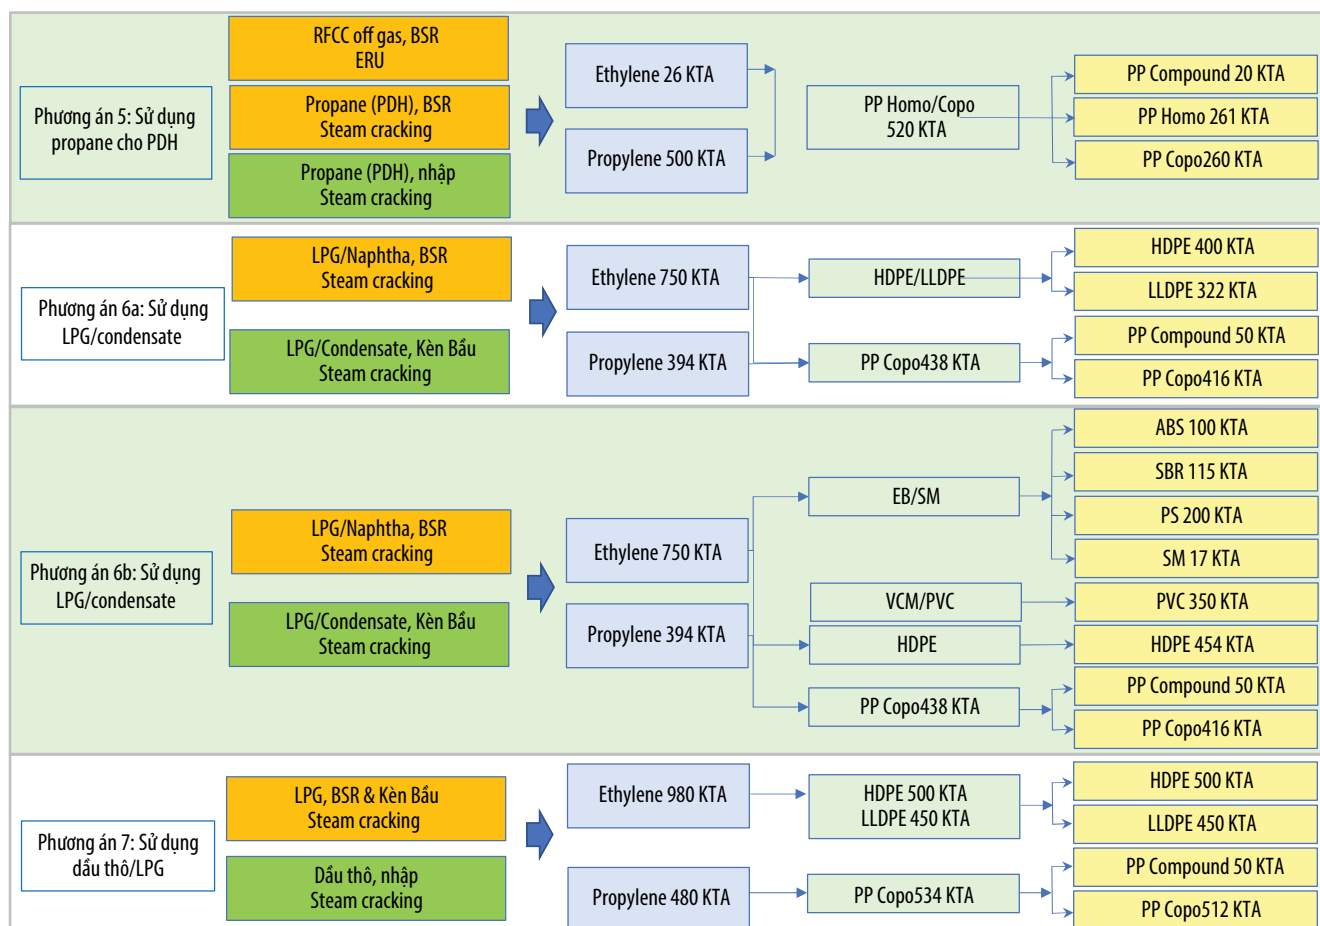 Phương án 5: Sử dụng
propane cho PDH
RFCC off gas, BSR
ERU
Propane (PDH), BSR
Steam cracking
Propane (PDH), nhập
Steam cracking
Ethylene 26 KTA
Propylene 500 KTA
PP Homo/Copo
520 KTA
PP Compound 20 KTA
PP Homo 261 KTA
PP Copo260 KTA
Phương án 6a: Sử dụng
LPG/condensate
LPG/Naphtha, BSR
Steam cracking
LPG/Condensate, Kèn Bầu
Steam cracking
Ethylene 750 KTA
Propylene 394 KTA
HDPE/LLDPE
PP Copo438 KTA
HDPE 400 KTA
LLDPE 322 KTA
PP Compound 50 KTA
PP Copo416 KTA
Phương án 6b: Sử dụng
LPG/condensate
LPG/Naphtha, BSR
Steam cracking
LPG/Condensate, Kèn Bầu
Steam cracking
Ethylene 750 KTA
Propylene 394 KTA
EB/SM
VCM/PVC
HDPE
PP Copo438 KTA
ABS 100 KTA
SBR 115 KTA
PS 200 KTA
SM 17 KTA
PVC 350 KTA
HDPE 454 KTA
PP Compound 50 KTA
PP Copo416 KTA
Phương án 7: Sử dụng
dầu thô/LPG
LPG, BSR & Kèn Bầu
Steam cracking
Dầu thô, nhập
Steam cracking
Ethylene 980 KTA
Propylene 480 KTA
HDPE 500 KTA
LLDPE 450 KTA
PP Copo534 KTA
HDPE 500 KTA
LLDPE 450 KTA
PP Compound 50 KTA
PP Copo512 KTA